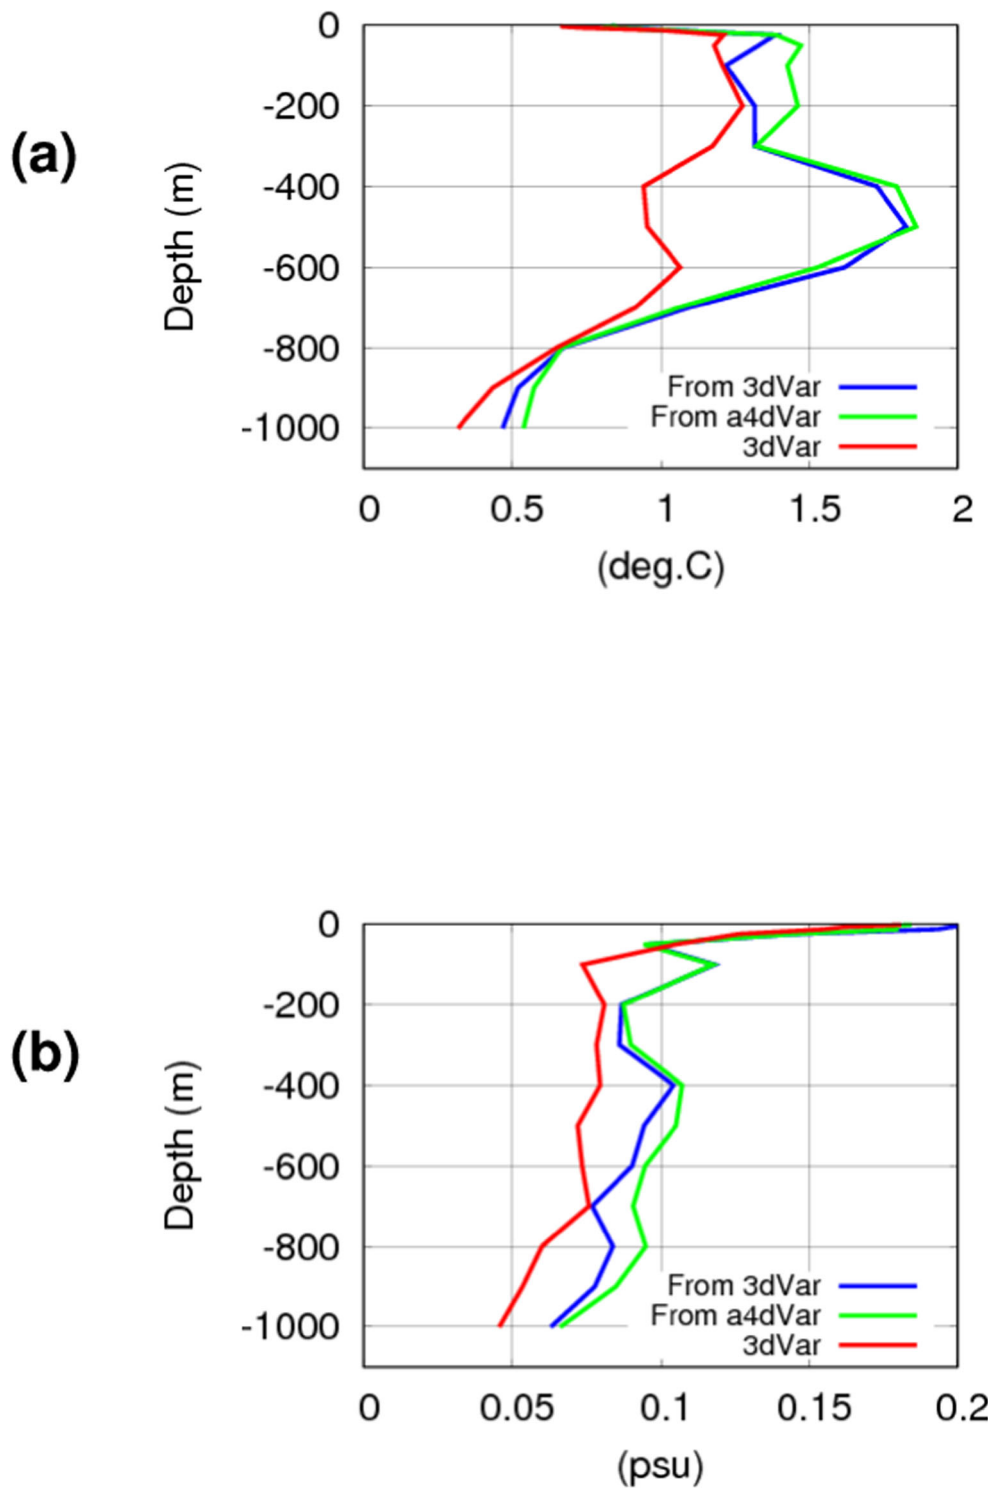 (a)
Depth (m)
0
-200
-400
-600
-800
-1000
From 3dVar
From a4dVar
3dVar
0 0.5 1 1.5 2
(deg.C)
(b)
Depth (m)
0
-200
-400
-600
-800
-1000
From 3dVar
From a4dVar
3dVar
0 0.05 0.1 0.15 0.2
(psu)